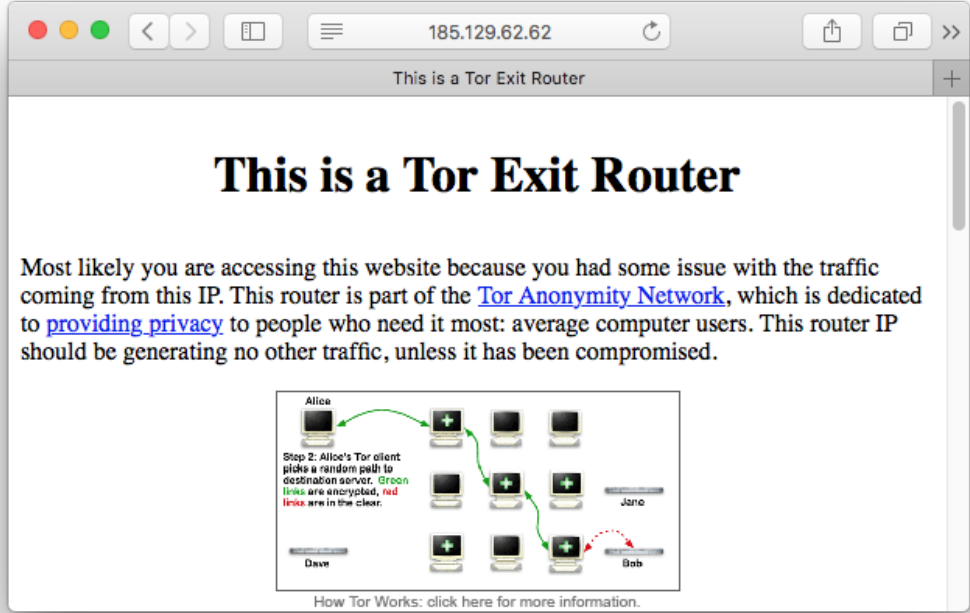 185.129.62.62
This is a Tor Exit Router
This is a Tor Exit Router
Most likely you are accessing this website because you had some issue with the traffic
coming from this IP. This router is part of the Tor Anonymity Network, which is dedicated
to providing privacy to people who need it most: average computer users. This router IP
should be generating no other traffic, unless it has been compromised.
Alice
Step 2: Alice's Tor client
picks a random path to
destination server. Green
links are encrypted, red
links are in the clear.
Jane
Dave
Bob
How Tor Works: click here for more information.